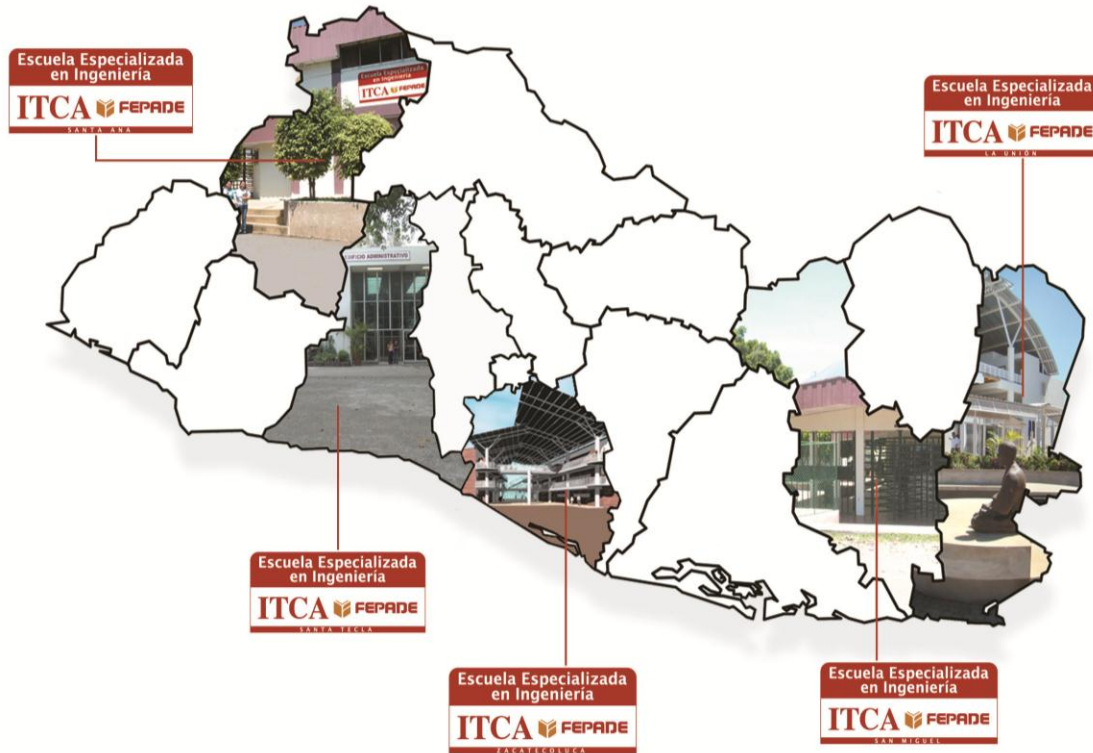 Escuela Especializada
en Ingeniería
ITCA FEPADE
SANTA ANA
Escuela Especializada
en Ingeniería
ITCA FEPADE
Escuela Especializada
en Ingeniería
ITCA FEPADE
LA UNIÓN
EDIFICIO ADMINISTRATIVO
Escuela Especializada
en Ingeniería
ITCA FEPADE
SANTA TECLA
Escuela Especializada
en Ingeniería
ITCA FEPADE
ZACATECOLUCA
Escuela Especializada
en Ingeniería
ITCA FEPADE
SAN MIGUEL